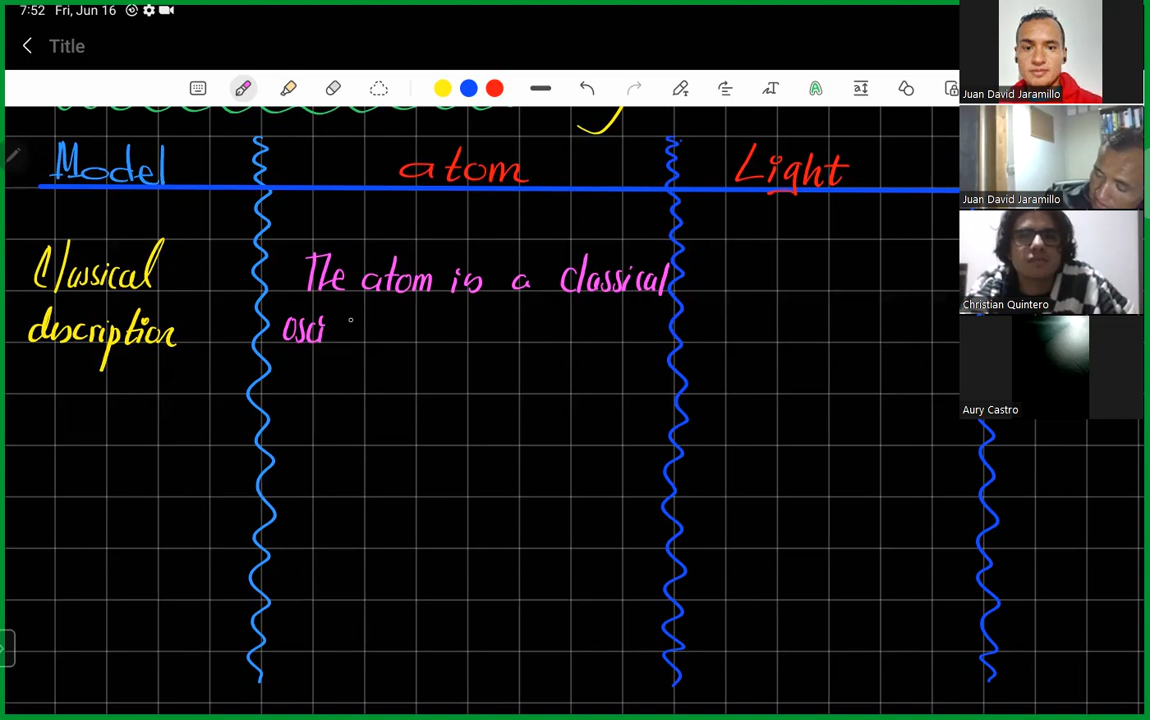 7:52 Fri, Jun 16
Title
Model atom Light
Classical
description
The atom is a classical
osci
Juan David Jaramillo
Juan David Jaramillo
Christian Quintero
Aury Castro